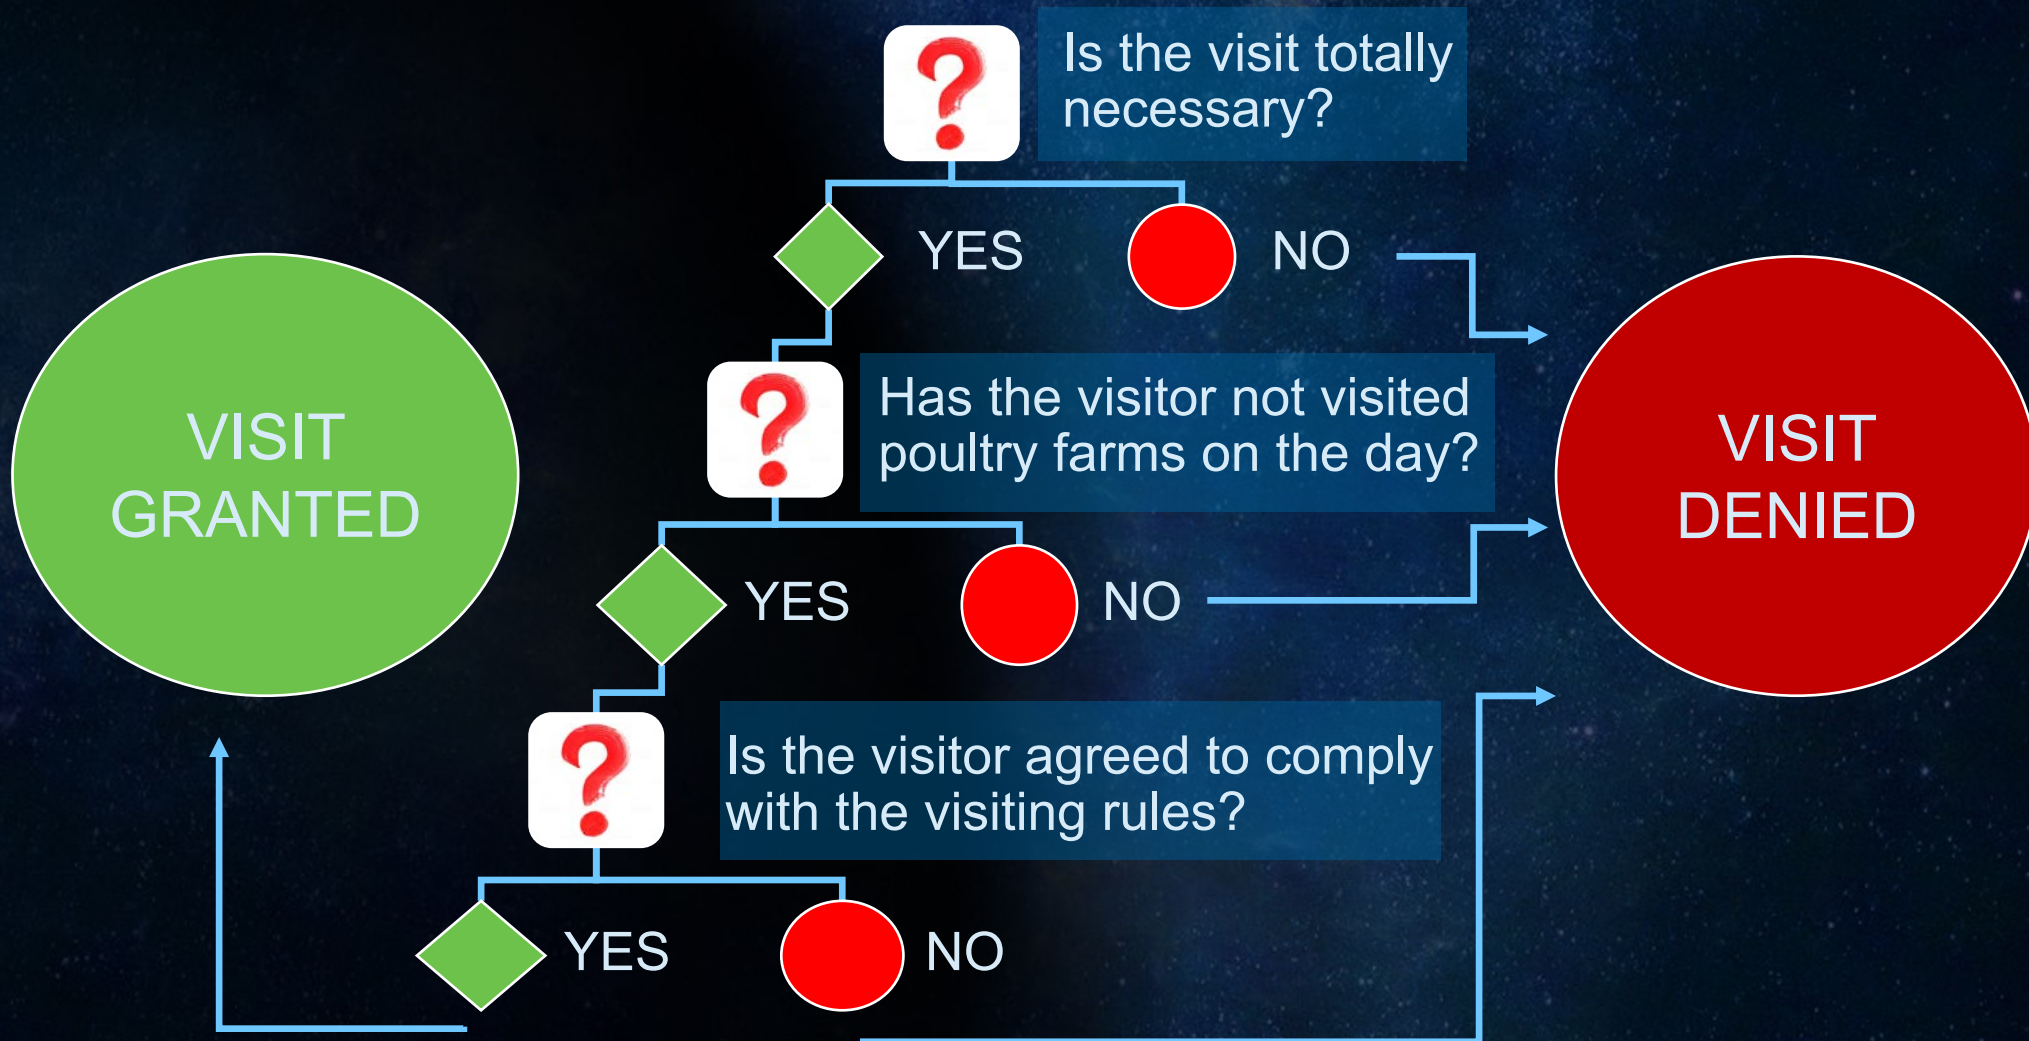 ?
Is the visit totally
necessary?
YES
NO
?
Has the visitor not visited
poultry farms on the day?
VISIT
GRANTED
VISIT
DENIED
YES
NO
?
Is the visitor agreed to comply
with the visiting rules?
YES
NO